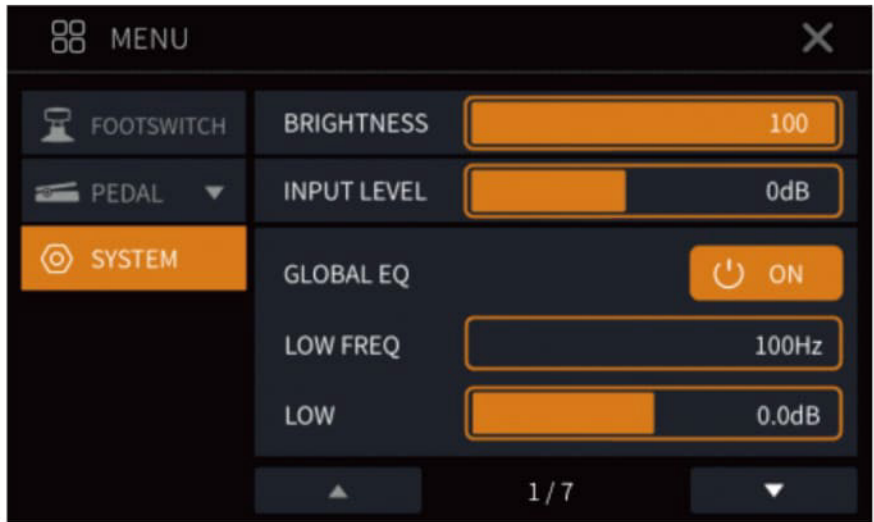 MENU
FOOTSWITCH
PEDAL
SYSTEM
BRIGHTNESS 100
INPUT LEVEL 0dB
GLOBAL EQ ON
LOW FREQ 100Hz
LOW 0.0dB
1/7